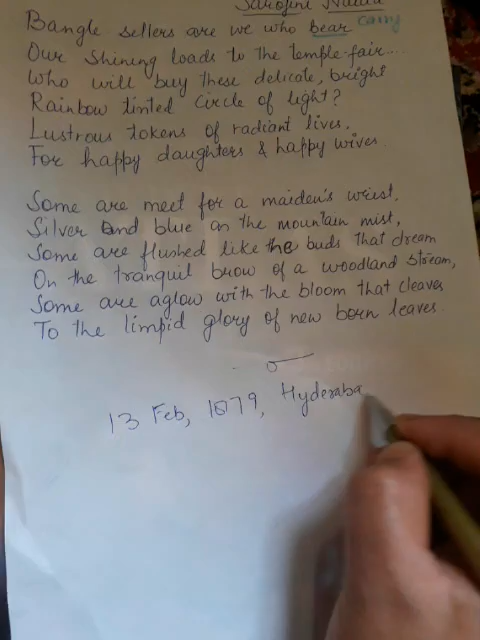 Sarojini Naidu
Bangle sellers are we who bear carry
Our shining loads to the temple-fair....
Who will buy these delicate, bright
Rainbow tinted circle of light?
Lustrous tokens of radiant lives,
For happy daughters & happy wives.
Some are meet for a maiden's wrist,
Silver and blue as the mountain mist,
Some are flushed like the buds that dream
On the tranquil brow of a woodland stream,
Some are aglow with the bloom that cleaves
To the limpid glory of new born leaves.
13 Feb, 1879, Hyderaba